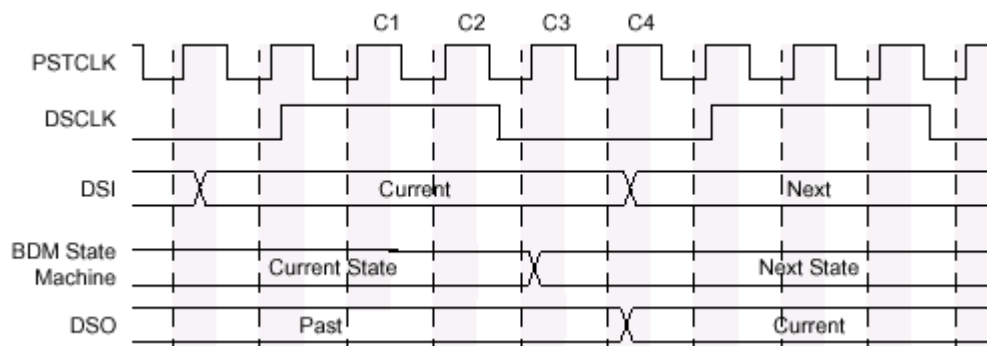 C1 C2 C3 C4
PSTCLK
DSCLK
DSI Current Next
BDM State
Machine Current State Next State
DSO Past Current